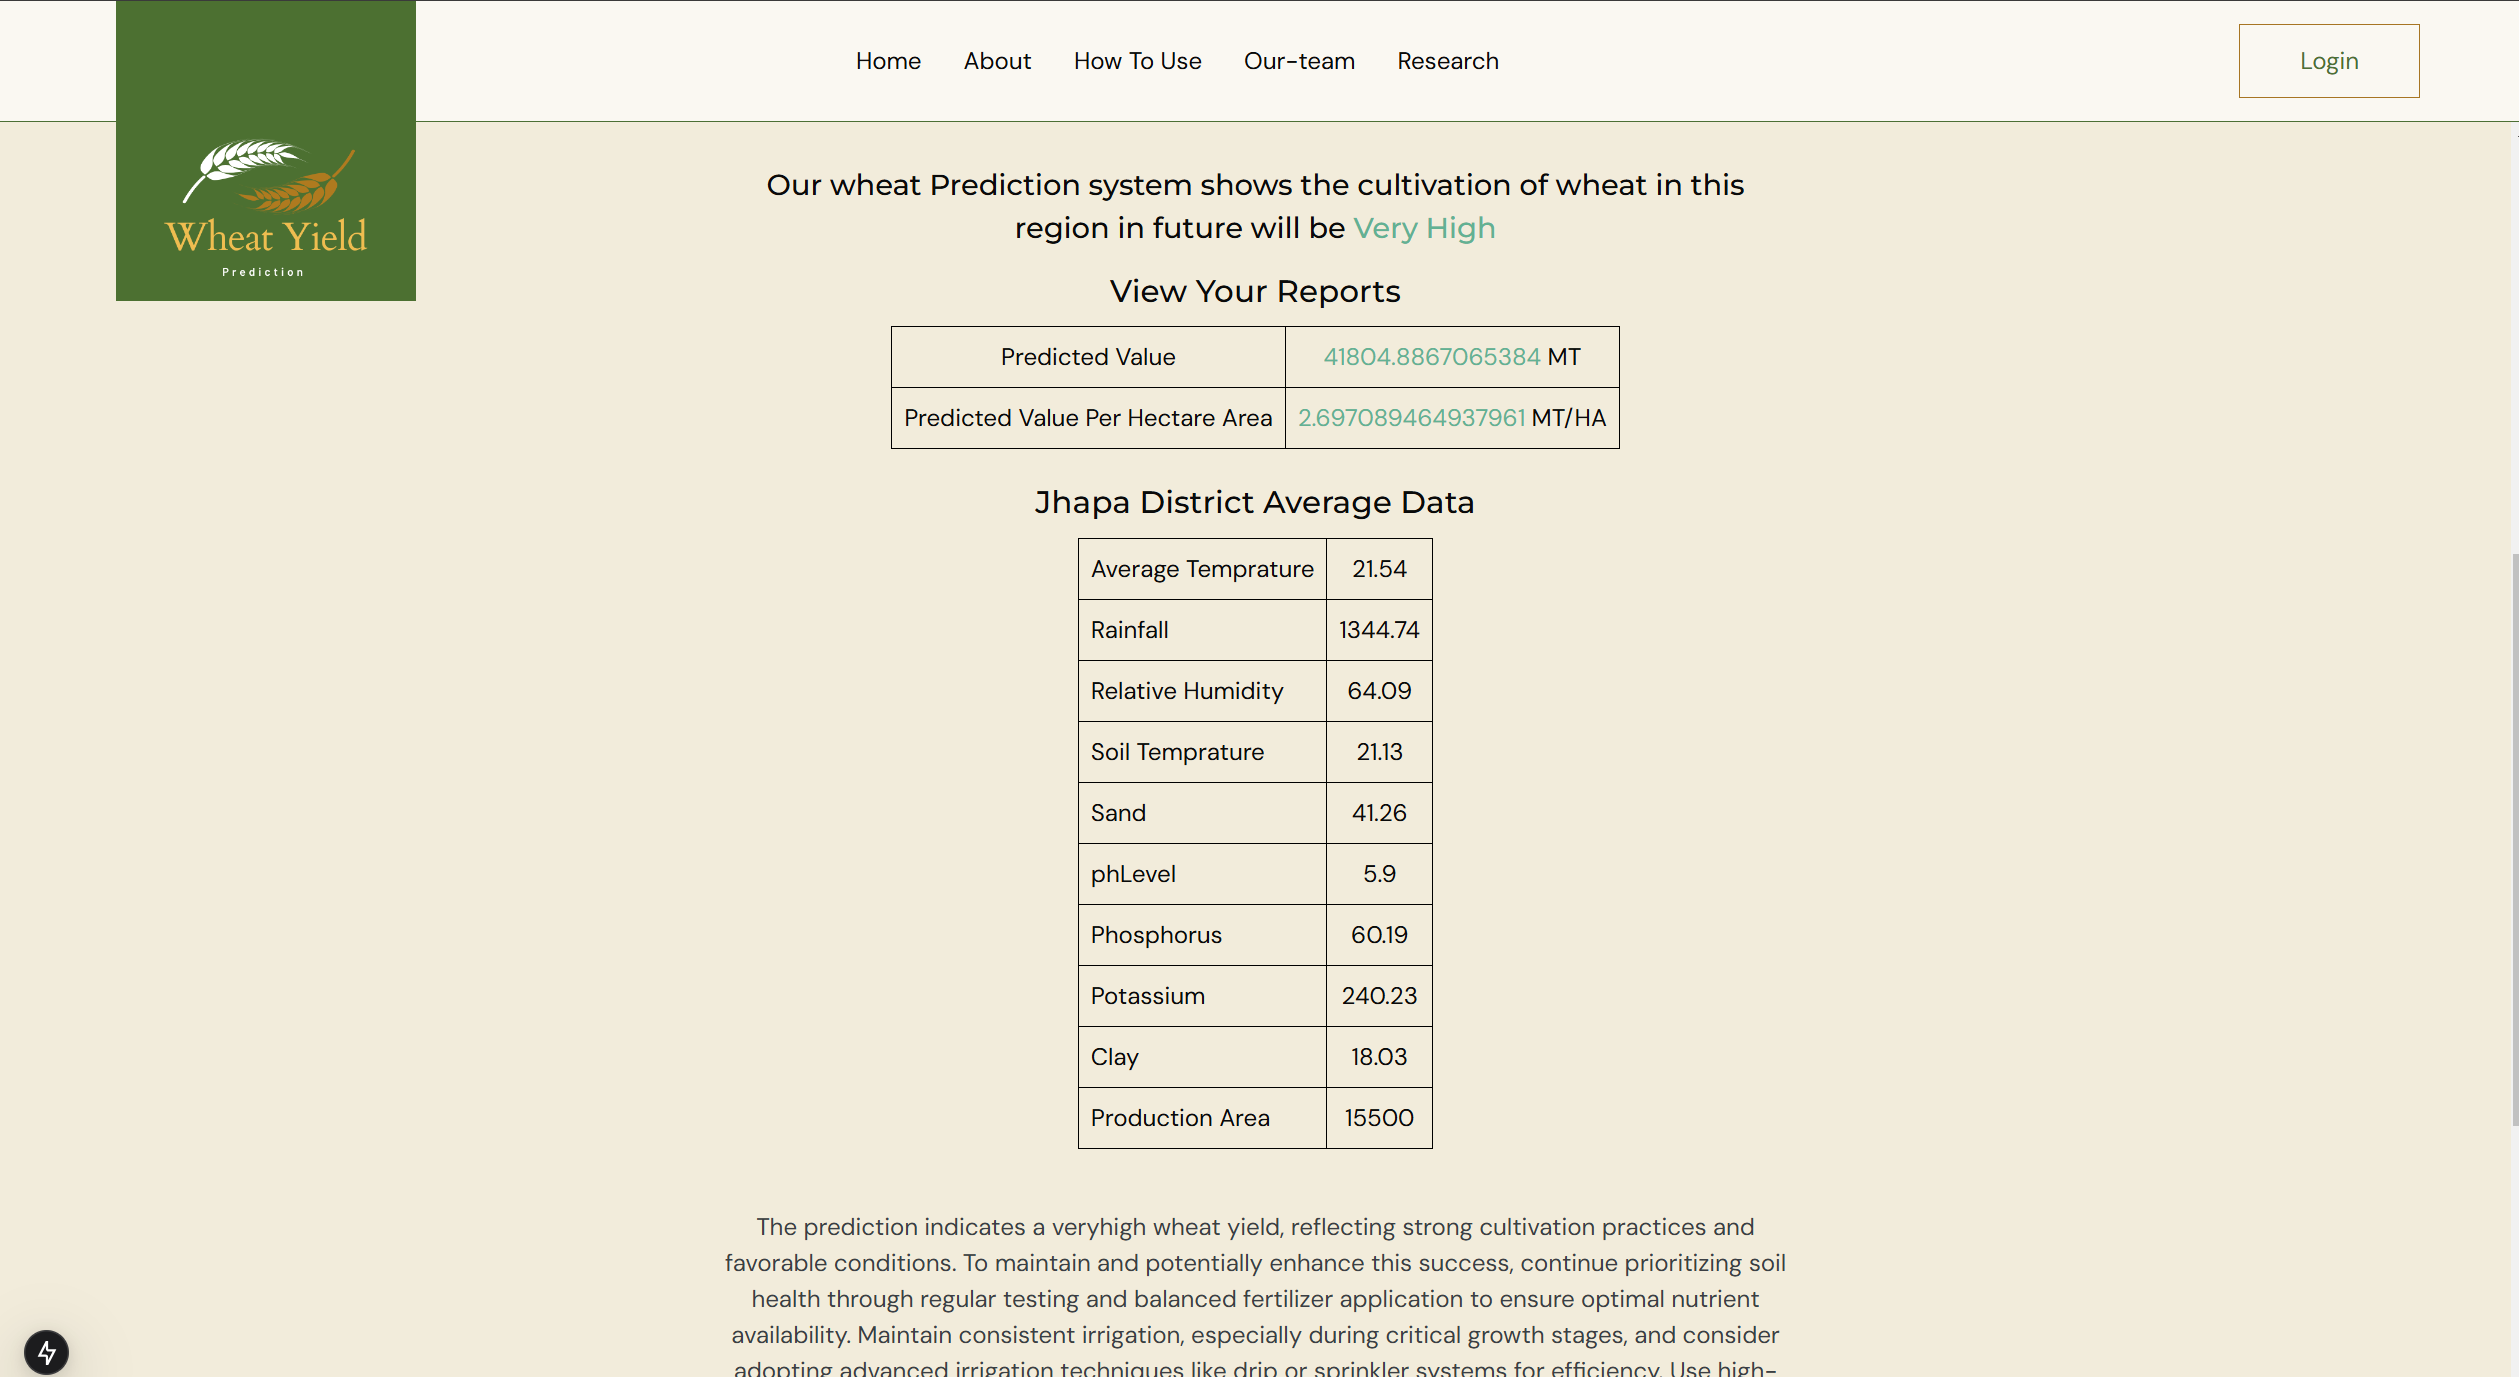 Home About How To Use Our-team Research Login
Wheat Yield
Prediction
Our wheat Prediction system shows the cultivation of wheat in this
region in future will be Very High
View Your Reports
Predicted Value 41804.8867065384 MT
Predicted Value Per Hectare Area 2.697089464937961 MT/HA
Jhapa District Average Data
Average Temprature 21.54
Rainfall 1344.74
Relative Humidity 64.09
Soil Temprature 21.13
Sand 41.26
phLevel 5.9
Phosphorus 60.19
Potassium 240.23
Clay 18.03
Production Area 15500
The prediction indicates a veryhigh wheat yield, reflecting strong cultivation practices and
favorable conditions. To maintain and potentially enhance this success, continue prioritizing soil
health through regular testing and balanced fertilizer application to ensure optimal nutrient
availability. Maintain consistent irrigation, especially during critical growth stages, and consider
adopting advanced irrigation techniques like drip or sprinkler systems for efficiency. Use high-